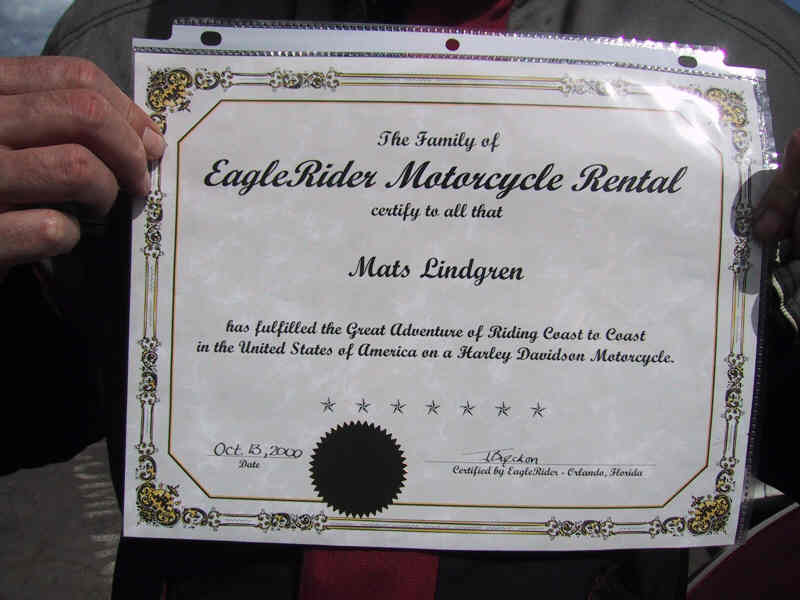 The Family of
EagleRider Motorcycle Rental
certify to all that
Mats Lindgren
has fulfilled the Great Adventure of Riding Coast to Coast
in the United States of America on a Harley Davidson Motorcycle.
Oct. 13, 2000
Date
Certified by EagleRider - Orlando, Florida